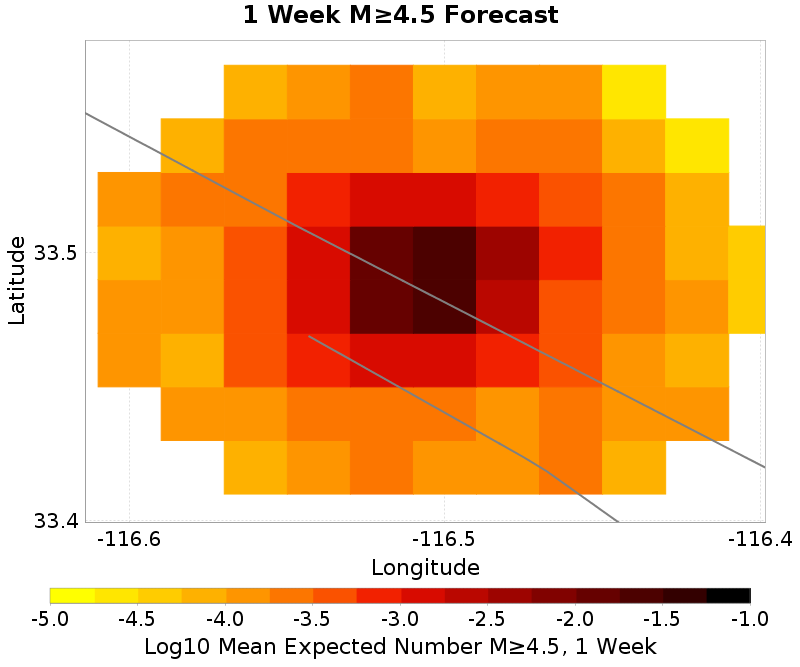 1 Week M≥4.5 Forecast
Latitude
33.5
33.4
-116.6 -116.5 -116.4
Longitude
-5.0 -4.5 -4.0 -3.5 -3.0 -2.5 -2.0 -1.5 -1.0
Log10 Mean Expected Number M≥4.5, 1 Week